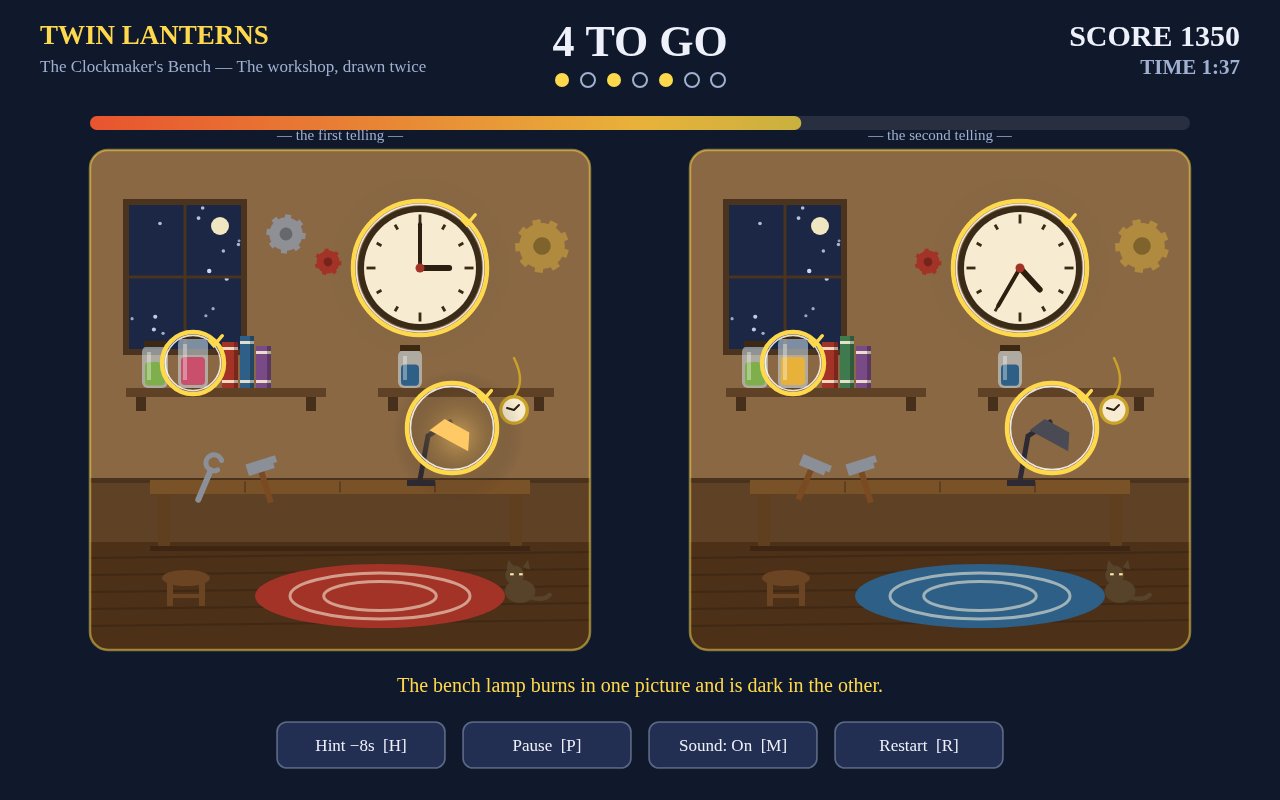 TWIN LANTERNS
The Clockmaker's Bench — The workshop, drawn twice
4 TO GO
SCORE 1350
TIME 1:37
— the first telling —
— the second telling —
The bench lamp burns in one picture and is dark in the other.
Hint −8s [H]
Pause [P]
Sound: On [M]
Restart [R]